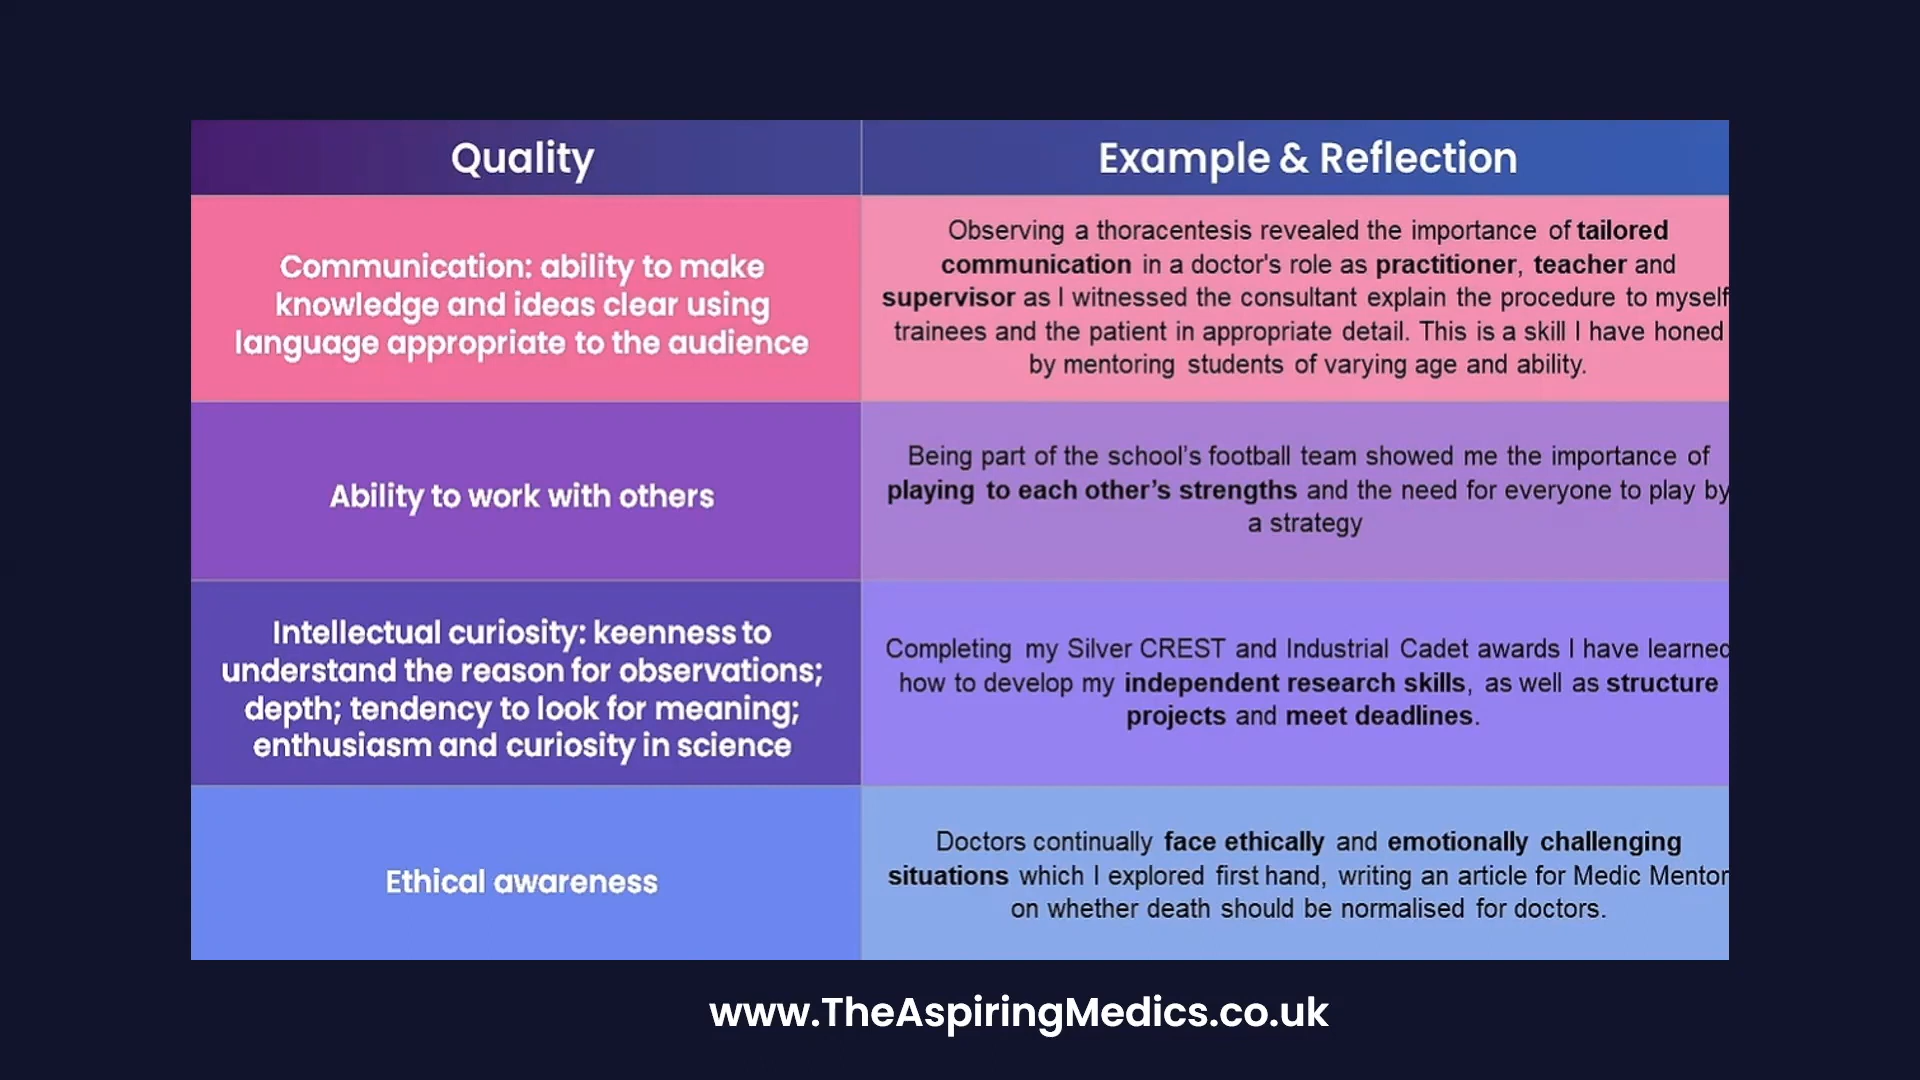 Quality
Example & Reflection
Communication: ability to make
knowledge and ideas clear using
language appropriate to the audience
Observing a thoracentesis revealed the importance of tailored
communication in a doctor's role as practitioner, teacher and
supervisor as I witnessed the consultant explain the procedure to myself
trainees and the patient in appropriate detail. This is a skill I have honed
by mentoring students of varying age and ability.
Ability to work with others
Being part of the school’s football team showed me the importance of
playing to each other’s strengths and the need for everyone to play by
a strategy
Intellectual curiosity: keenness to
understand the reason for observations;
depth; tendency to look for meaning;
enthusiasm and curiosity in science
Completing my Silver CREST and Industrial Cadet awards I have learned
how to develop my independent research skills, as well as structure
projects and meet deadlines.
Ethical awareness
Doctors continually face ethically and emotionally challenging
situations which I explored first hand, writing an article for Medic Mentor
on whether death should be normalised for doctors.
www.TheAspiringMedics.co.uk